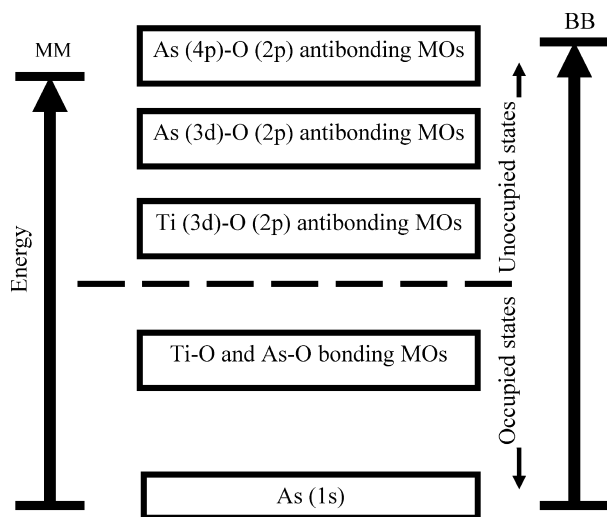 MM
BB
As (4p)-O (2p) antibonding MOs
As (3d)-O (2p) antibonding MOs
Ti (3d)-O (2p) antibonding MOs
Ti-O and As-O bonding MOs
As (1s)
Energy
Unoccupied states
Occupied states